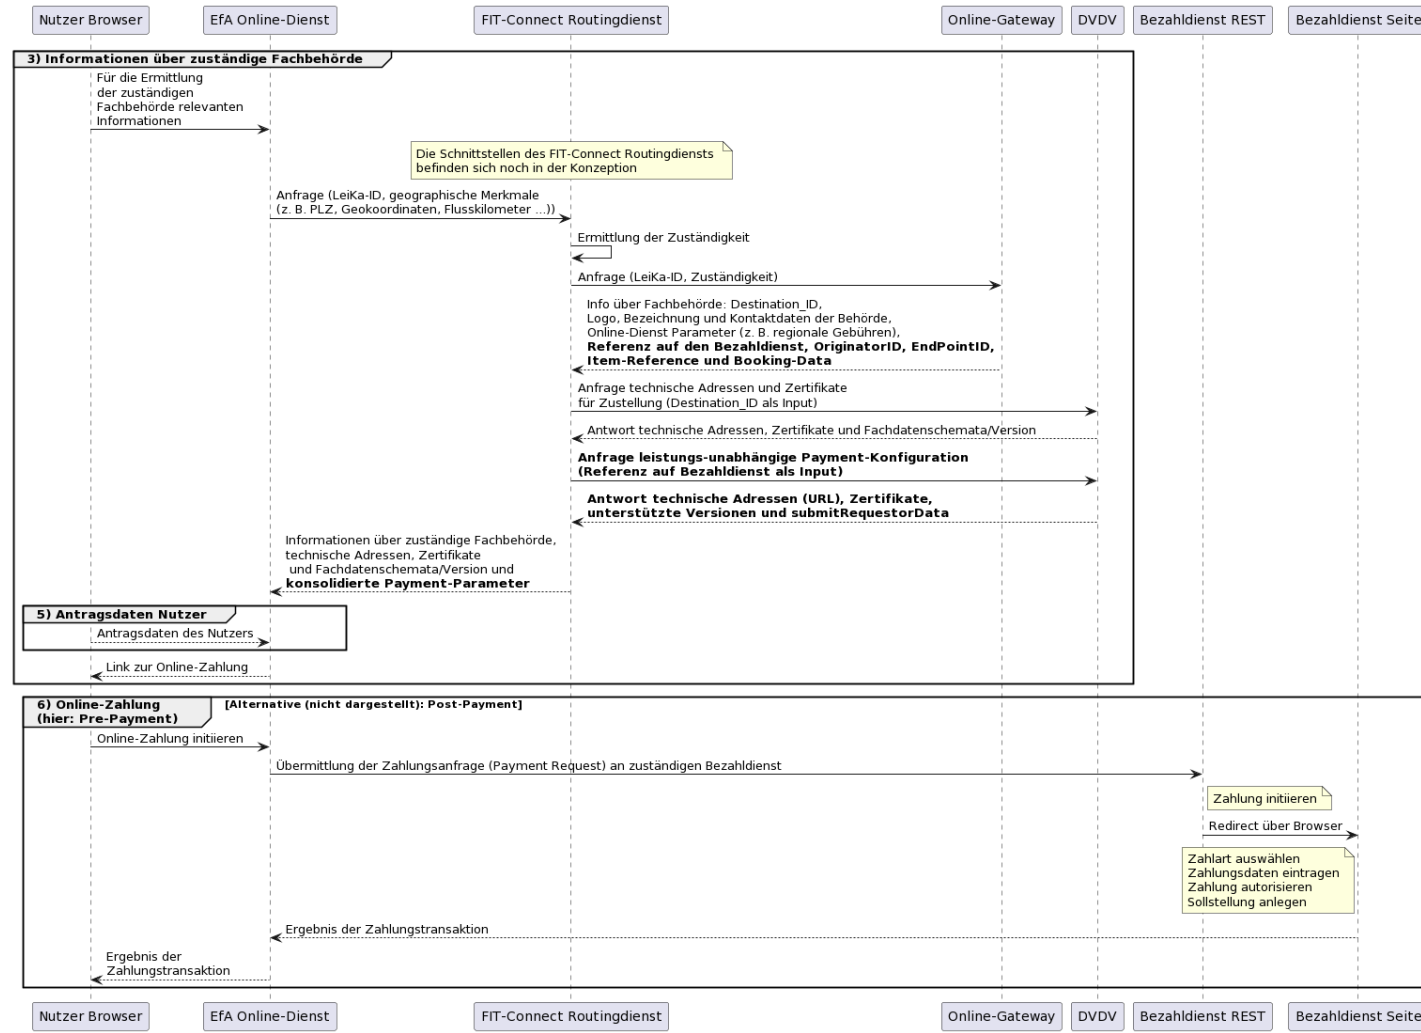 Nutzer Browser
EfA Online-Dienst
FIT-Connect Routingdienst
Online-Gateway
DVDV
Bezahldienst REST
Bezahldienst Seite
3) Informationen über zuständige Fachbehörde
Für die Ermittlung
der zuständigen
Fachbehörde relevanten
Informationen
Die Schnittstellen des FIT-Connect Routingdiensts
befinden sich noch in der Konzeption
Anfrage (LeiKa-ID, geographische Merkmale
(z. B. PLZ, Geokoordinaten, Flusskilometer ...))
Ermittlung der Zuständigkeit
Anfrage (LeiKa-ID, Zuständigkeit)
Info über Fachbehörde: Destination_ID,
Logo, Bezeichnung und Kontaktdaten der Behörde,
Online-Dienst Parameter (z. B. regionale Gebühren),
Referenz auf den Bezahldienst, OriginatorID, EndPointID,
Item-Reference und Booking-Data
Anfrage technische Adressen und Zertifikate
für Zustellung (Destination_ID als Input)
Antwort technische Adressen, Zertifikate und Fachdatenschemata/Version
Anfrage leistungs-unabhängige Payment-Konfiguration
(Referenz auf Bezahldienst als Input)
Antwort technische Adressen (URL), Zertifikate,
unterstützte Versionen und submitRequestorData
Informationen über zuständige Fachbehörde,
technische Adressen, Zertifikate
und Fachdatenschemata/Version und
konsolidierte Payment-Parameter
5) Antragsdaten Nutzer
Antragsdaten des Nutzers
Link zur Online-Zahlung
6) Online-Zahlung
(hier: Pre-Payment)
[Alternative (nicht dargestellt): Post-Payment]
Online-Zahlung initiieren
Übermittlung der Zahlungsanfrage (Payment Request) an zuständigen Bezahldienst
Zahlung initiieren
Redirect über Browser
Zahlart auswählen
Zahlungsdaten eintragen
Zahlung autorisieren
Sollstellung anlegen
Ergebnis der Zahlungstransaktion
Ergebnis der
Zahlungstransaktion
Nutzer Browser
EfA Online-Dienst
FIT-Connect Routingdienst
Online-Gateway
DVDV
Bezahldienst REST
Bezahldienst Seite